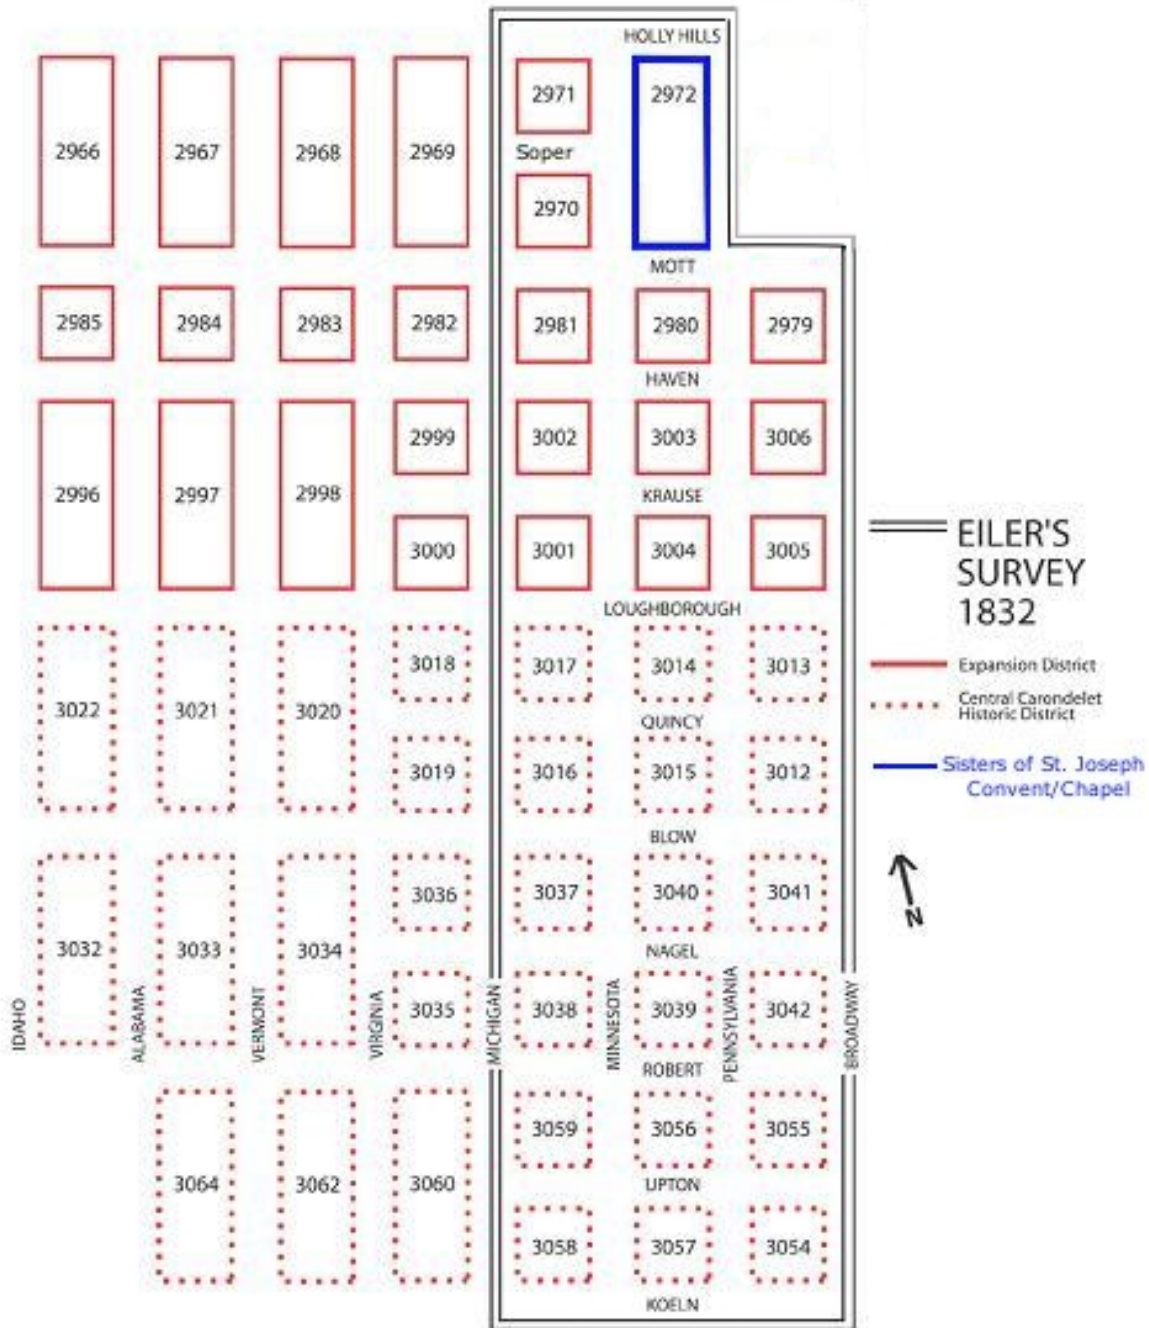 HOLLY HILLS
2971 2972
2966 2967 2968 2969
Soper
2970
MOTT
2985 2984 2983 2982 2981 2980 2979
HAVEN
2999 3002 3003 3006
2996 2997 2998
KRAUSE
3000 3001 3004 3005
LOUGHBOROUGH
3018 3017 3014 3013
3022 3021 3020
QUINCY
3019 3016 3015 3012
BLOW
3036 3037 3040 3041
3032 3033 3034
NAGEL
3035 3038 3039 3042
IDAHO
ALABAMA
VERMONT
VIRGINIA
MICHIGAN
MINNESOTA
PENNSYLVANIA
BROADWAY
ROBERT
3059 3056 3055
3064 3062 3060
UPTON
3058 3057 3054
KOELN
EILER'S
SURVEY
1832
Expansion District
Central Carondelet
Historic District
Sisters of St. Joseph
Convent/Chapel
N